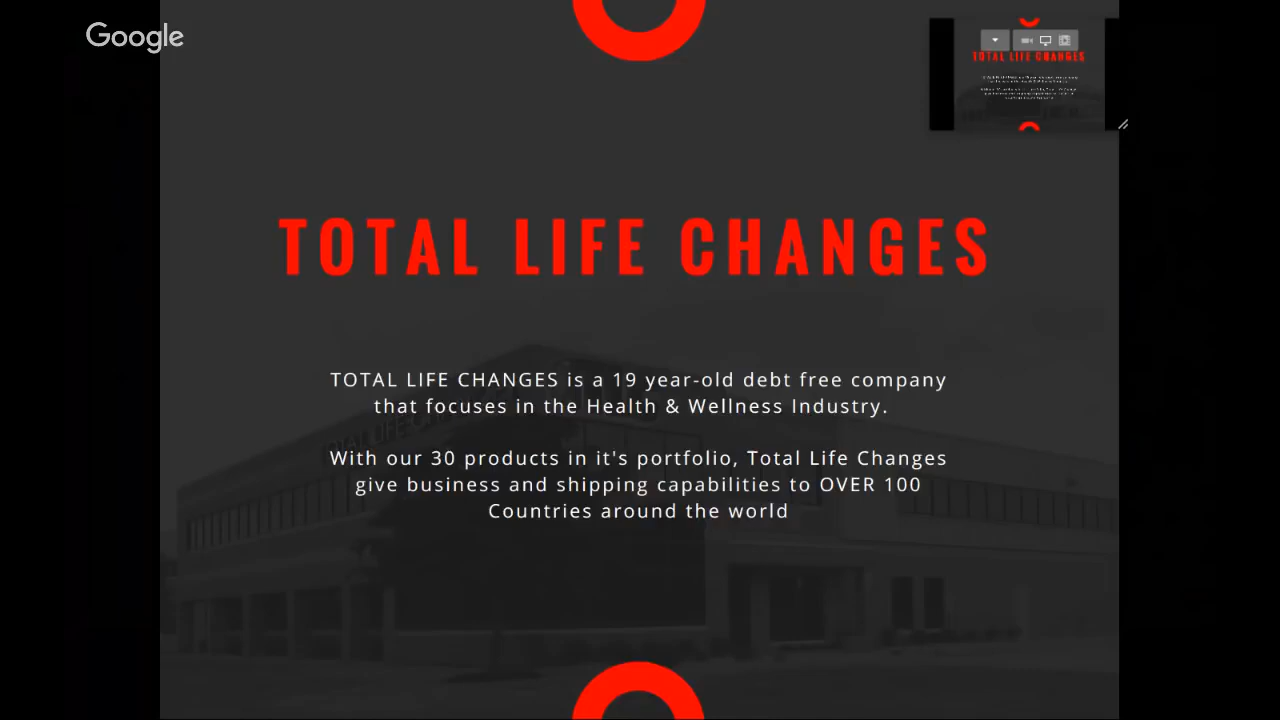 Google
TOTAL LIFE CHANGES
TOTAL LIFE CHANGES
TOTAL LIFE CHANGES is a 19 year-old debt free company
that focuses in the Health & Wellness Industry.
With our 30 products in it's portfolio, Total Life Changes
give business and shipping capabilities to OVER 100
Countries around the world